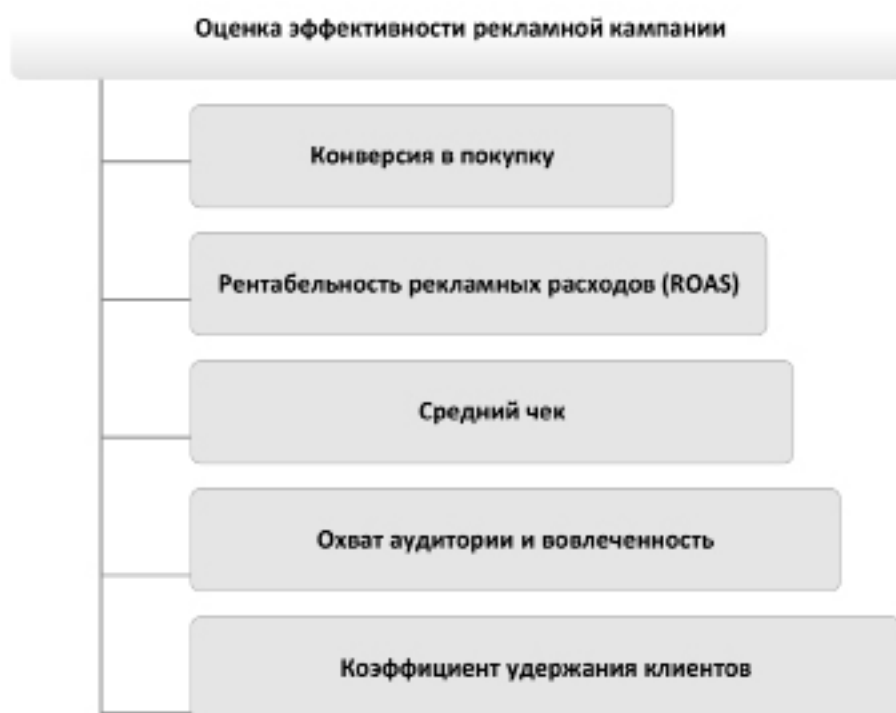 Оценка эффективности рекламной кампании
Конверсия в покупку
Рентабельность рекламных расходов (ROAS)
Средний чек
Охват аудитории и вовлеченность
Коэффициент удержания клиентов